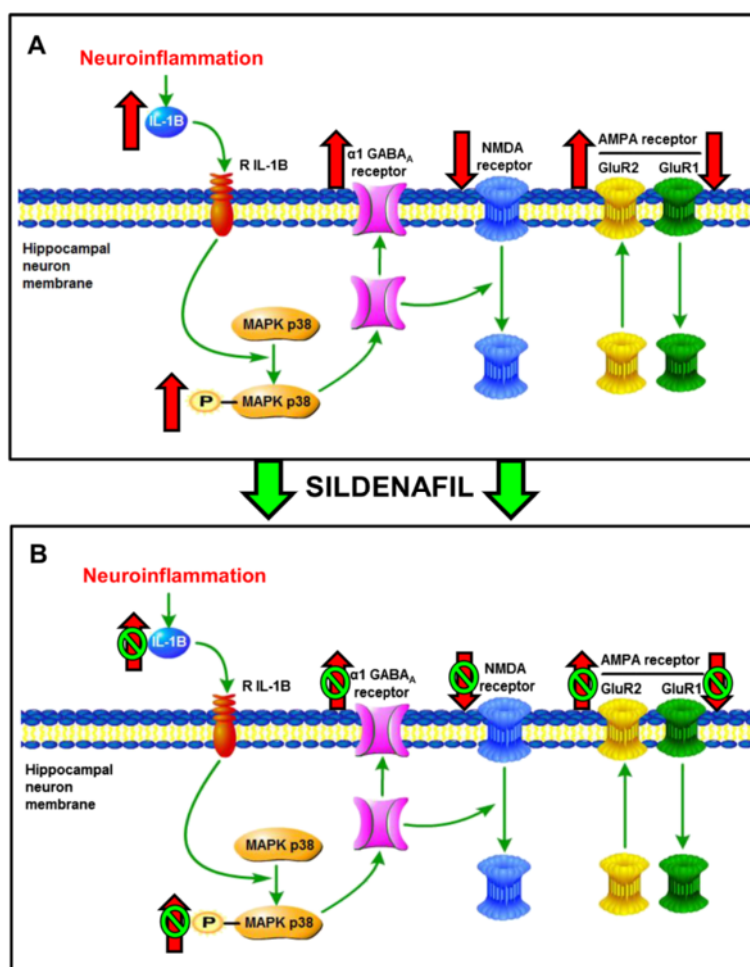 A
Neuroinflammation
IL-1B
R IL-1B
α1 GABAA
receptor
NMDA
receptor
AMPA receptor
GluR2 GluR1
Hippocampal
neuron
membrane
MAPK p38
P MAPK p38
SILDENAFIL
B
Neuroinflammation
IL-1B
R IL-1B
α1 GABAA
receptor
NMDA
receptor
AMPA receptor
GluR2 GluR1
Hippocampal
neuron
membrane
MAPK p38
P MAPK p38